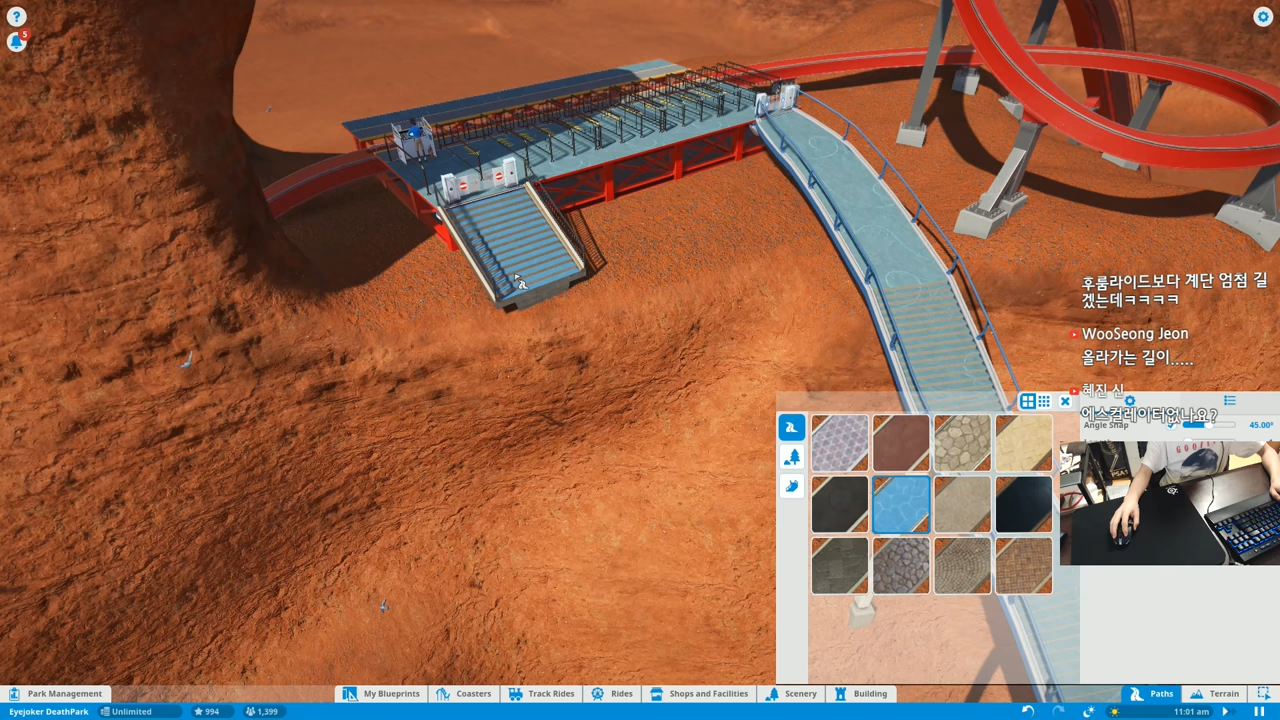 ?
5
후룸라이드보다 계단 엄첨 길
겠는데ㅋㅋㅋㅋ
WooSeong Jeon
올라가는 길이.....
혜진 신
에스컬레이터없나요?
Angle Snap 45.00°
Park Management My Blueprints Coasters Track Rides Rides Shops and Facilities Scenery Building Paths Terrain
Eyejoker DeathPark Unlimited 994 1,399 11:01 am